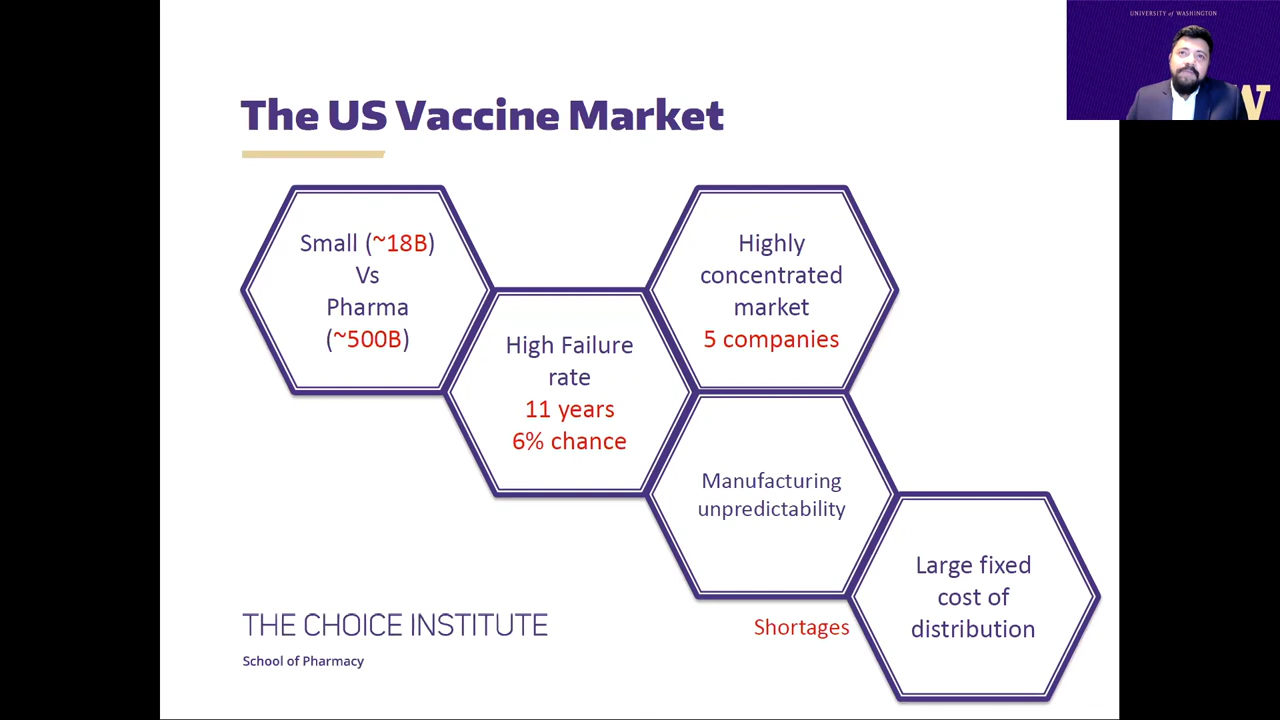 UNIVERSITY of WASHINGTON
W
The US Vaccine Market
Small (~18B)
Vs
Pharma
(~500B)
High Failure
rate
11 years
6% chance
Highly
concentrated
market
5 companies
Manufacturing
unpredictability
Shortages
Large fixed
cost of
distribution
THE CHOICE INSTITUTE
School of Pharmacy